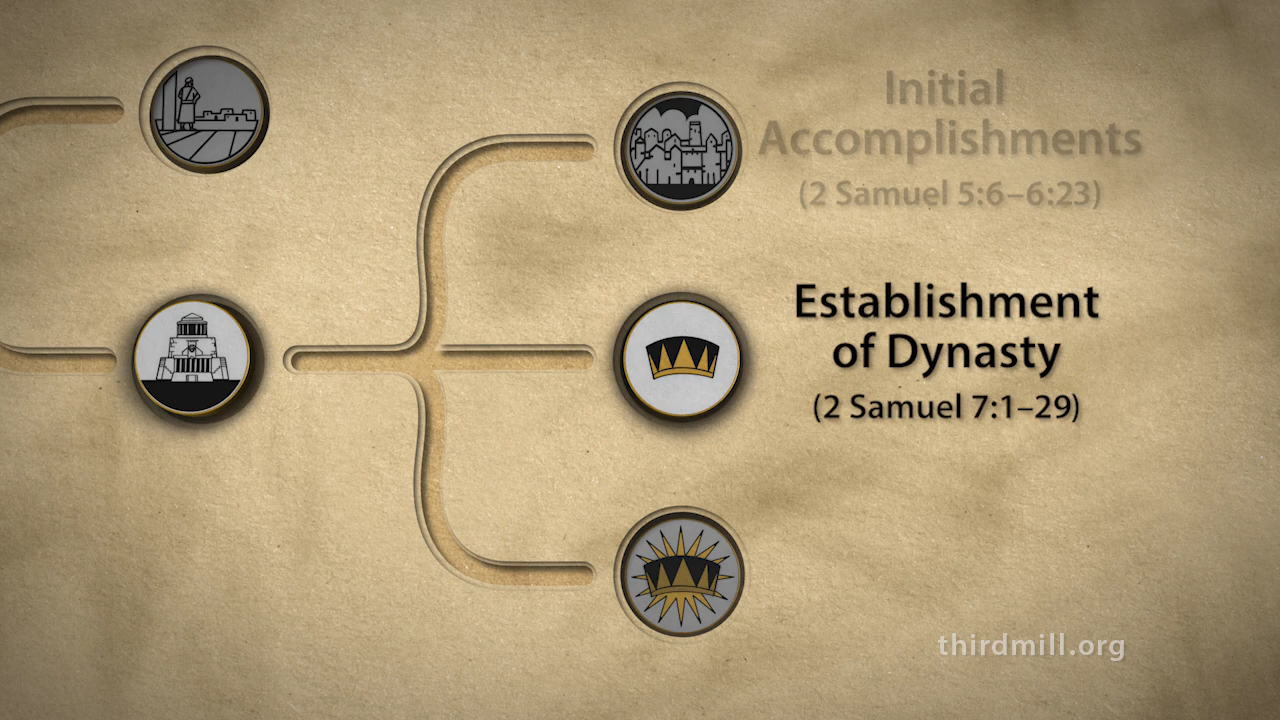 Initial
Accomplishments
(2 Samuel 5:6–6:23)
Establishment
of Dynasty
(2 Samuel 7:1–29)
thirdmill.org